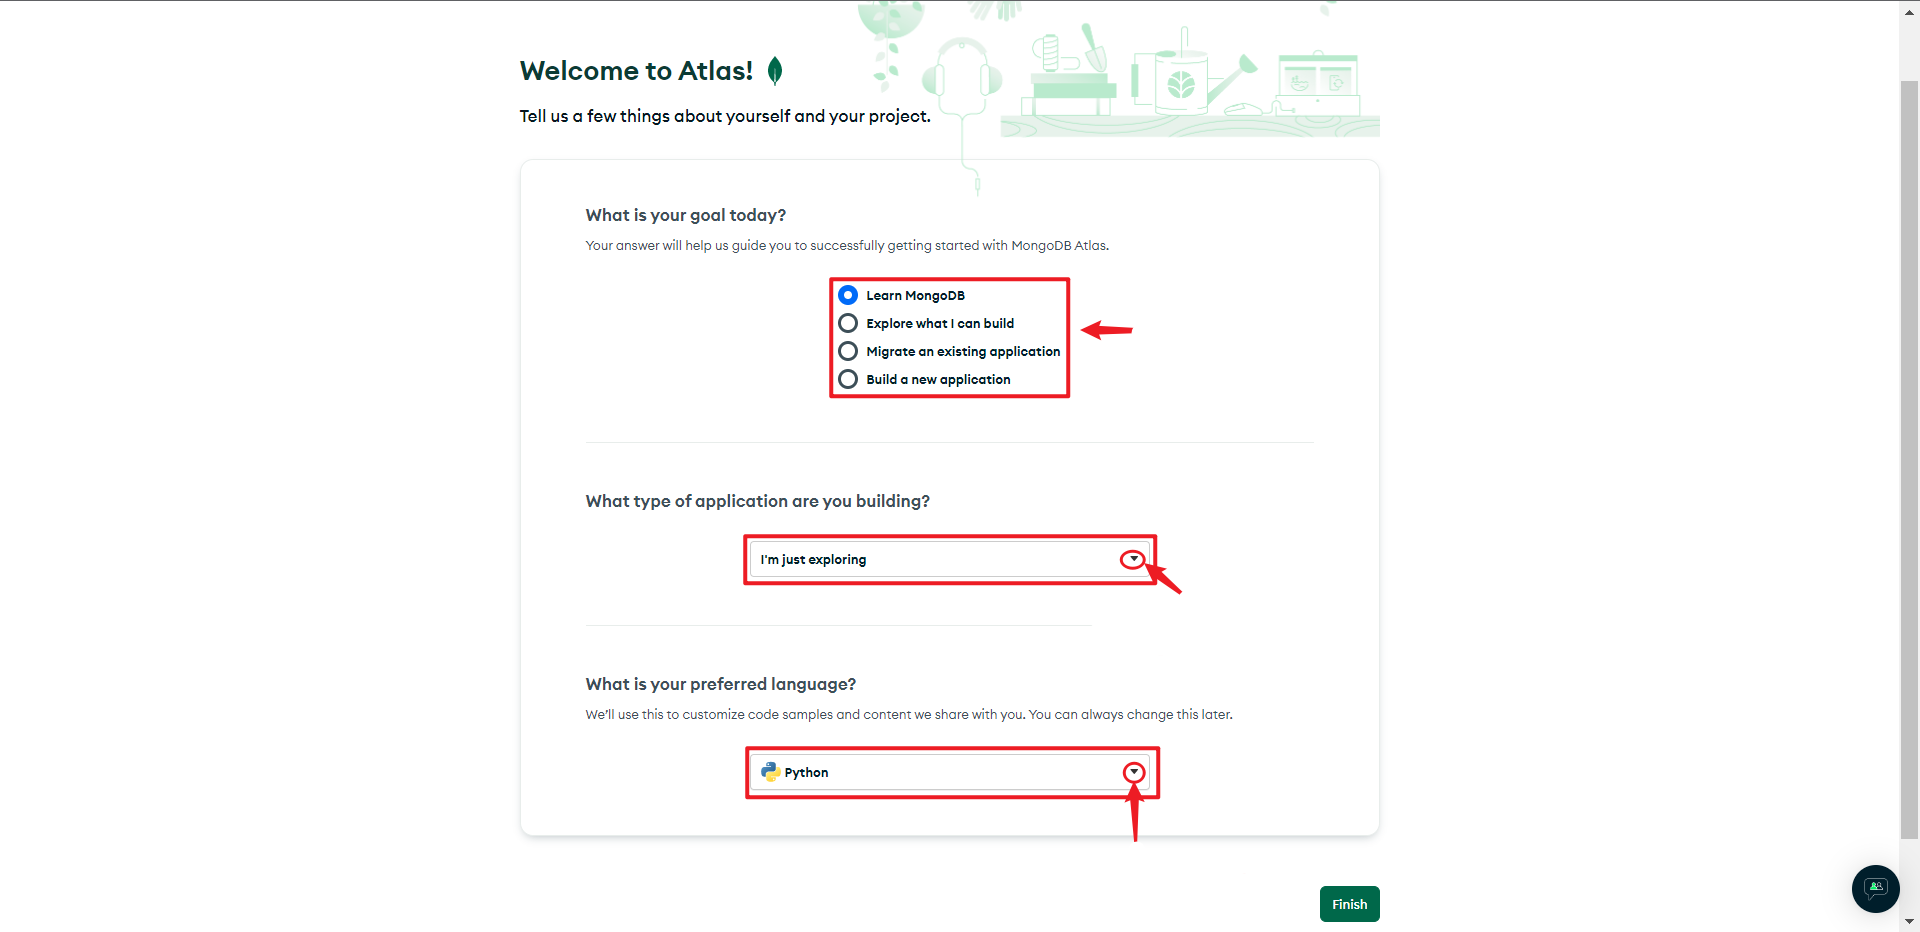 Welcome to Atlas!
Tell us a few things about yourself and your project.
What is your goal today?
Your answer will help us guide you to successfully getting started with MongoDB Atlas.
Learn MongoDB
Explore what I can build
Migrate an existing application
Build a new application
What type of application are you building?
I'm just exploring
What is your preferred language?
We'll use this to customize code samples and content we share with you. You can always change this later.
Python
Finish